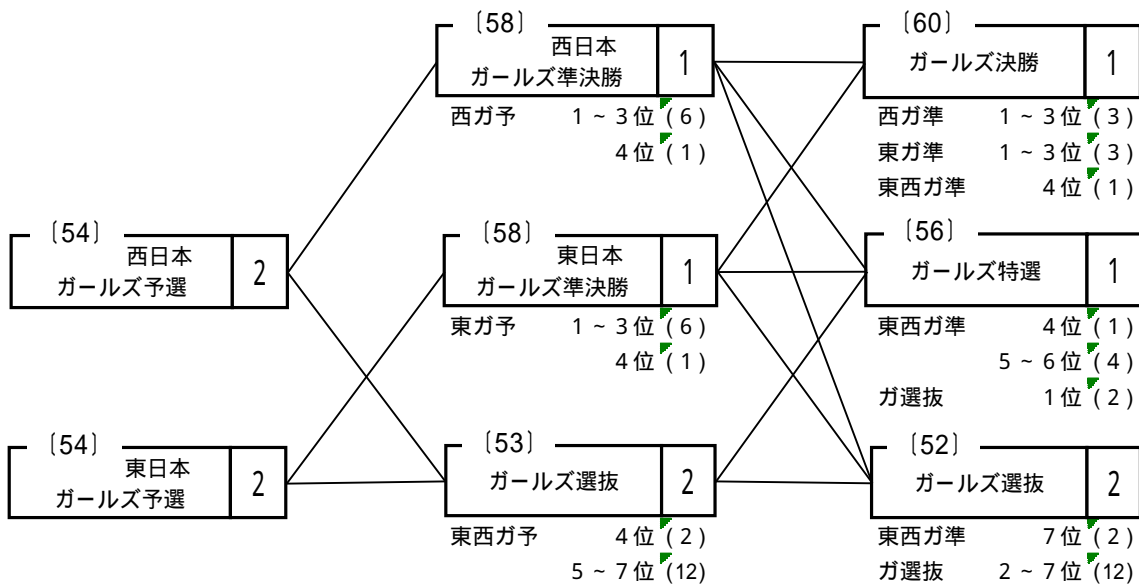 〔54〕
西日本
ガールズ予選
2
〔54〕
東日本
ガールズ予選
2
〔58〕
西日本
ガールズ準決勝
1
西ガ予 1~3位(6)
4位(1)
〔58〕
東日本
ガールズ準決勝
1
東ガ予 1~3位(6)
4位(1)
〔53〕
ガールズ選抜
2
東西ガ予 4位(2)
5~7位(12)
〔60〕
ガールズ決勝
1
西ガ準 1~3位(3)
東ガ準 1~3位(3)
東西ガ準 4位(1)
〔56〕
ガールズ特選
1
東西ガ準 4位(1)
5~6位(4)
ガ選抜 1位(2)
〔52〕
ガールズ選抜
2
東西ガ準 7位(2)
ガ選抜 2~7位(12)